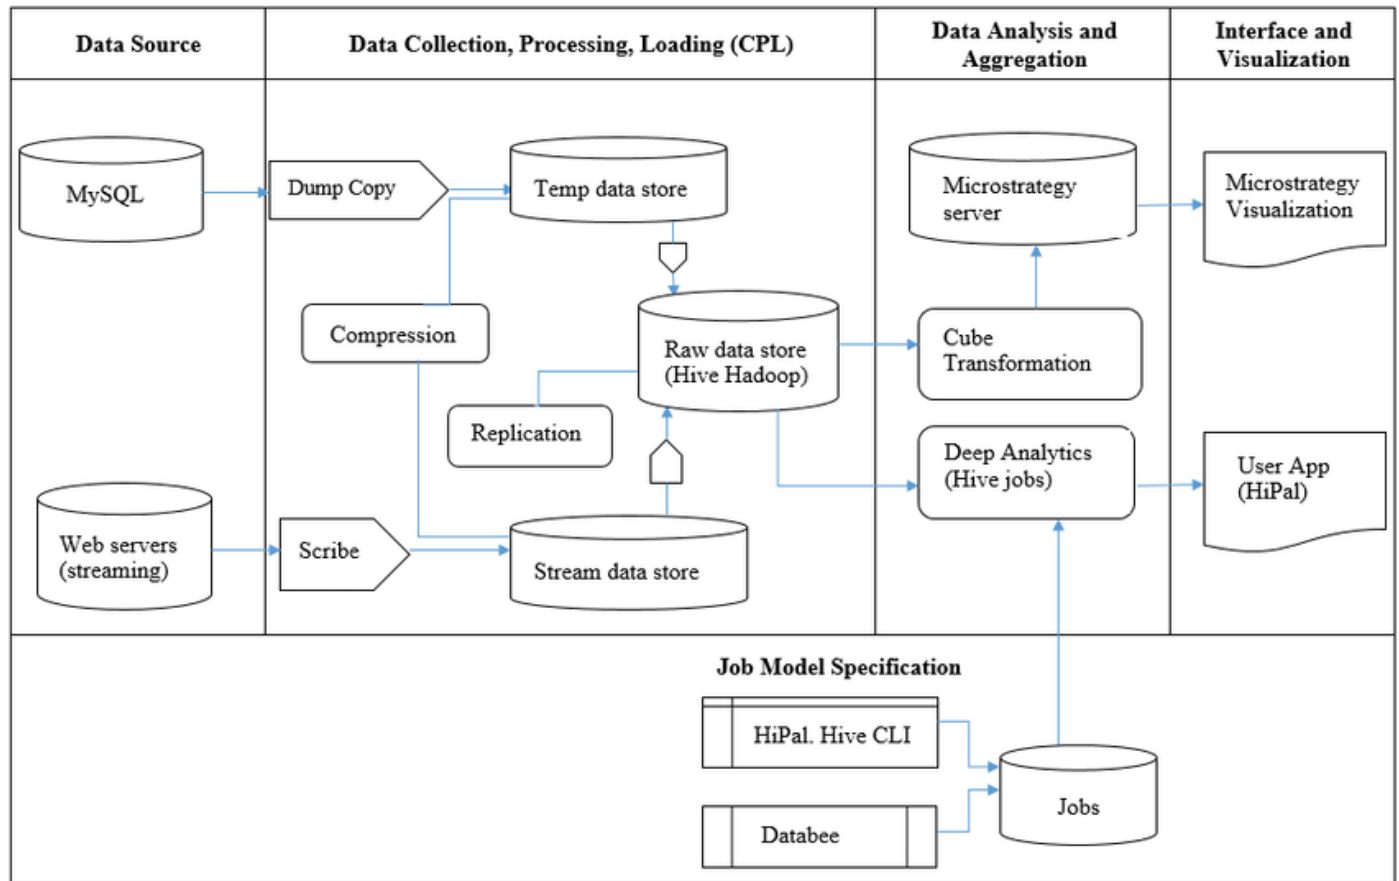 Data Source
Data Collection, Processing, Loading (CPL)
Data Analysis and
Aggregation
Interface and
Visualization
MySQL
Dump Copy
Temp data store
Microstrategy
server
Microstrategy
Visualization
Compression
Raw data store
(Hive Hadoop)
Cube
Transformation
Replication
Deep Analytics
(Hive jobs)
User App
(HiPal)
Web servers
(streaming)
Scribe
Stream data store
Job Model Specification
HiPal. Hive CLI
Jobs
Databee